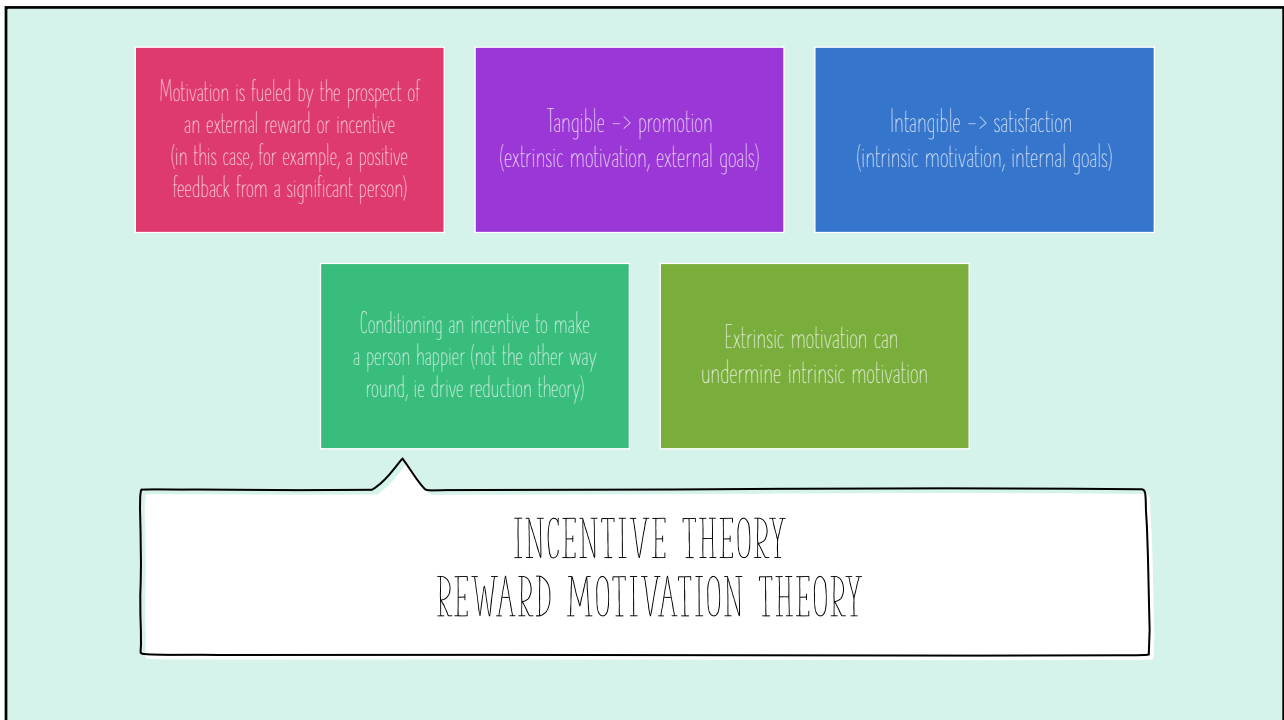 Motivation is fueled by the prospect of
an external reward or incentive
(in this case, for example, a positive
feedback from a significant person)
Tangible -> promotion
(extrinsic motivation, external goals)
Intangible -> satisfaction
(intrinsic motivation, internal goals)
Conditioning an incentive to make
a person happier (not the other way
round, ie drive reduction theory)
Extrinsic motivation can
undermine intrinsic motivation
INCENTIVE THEORY
REWARD MOTIVATION THEORY